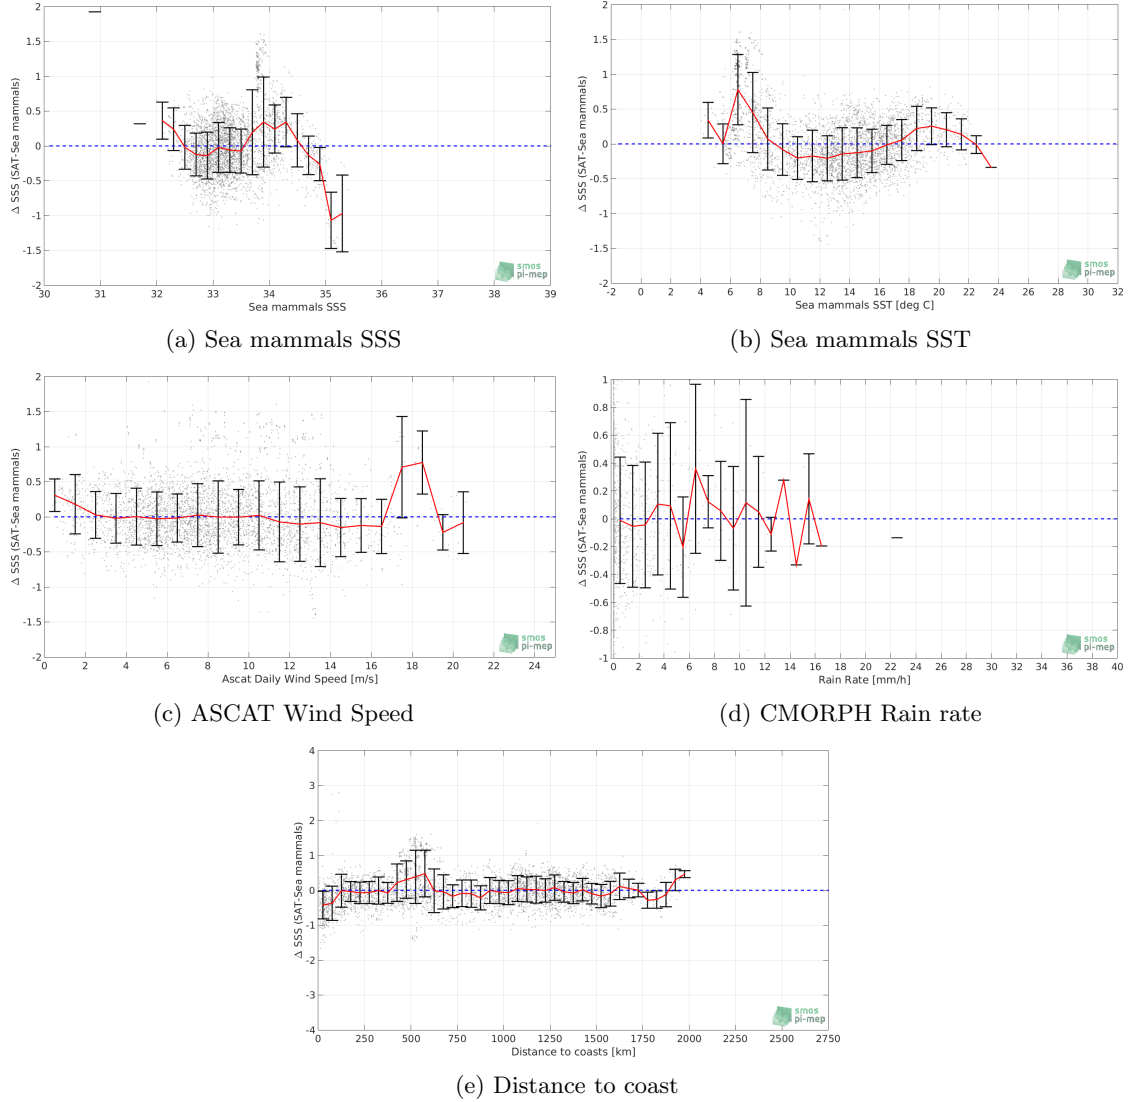 2
1.5
1
0.5
0
-0.5
-1
-1.5
-2
Δ SSS (SAT-Sea mammals)
30 31 32 33 34 35 36 37 38 39
Sea mammals SSS
smos
pi-mep
(a) Sea mammals SSS
2
1.5
1
0.5
0
-0.5
-1
-1.5
-2
Δ SSS (SAT-Sea mammals)
-2 0 2 4 6 8 10 12 14 16 18 20 22 24 26 28 30 32
Sea mammals SST [deg C]
smos
pi-mep
(b) Sea mammals SST
2
1.5
1
0.5
0
-0.5
-1
-1.5
-2
Δ SSS (SAT-Sea mammals)
0 2 4 6 8 10 12 14 16 18 20 22 24
Ascat Daily Wind Speed [m/s]
smos
pi-mep
(c) ASCAT Wind Speed
1
0.8
0.6
0.4
0.2
0
-0.2
-0.4
-0.6
-0.8
-1
Δ SSS (SAT-Sea mammals)
0 2 4 6 8 10 12 14 16 18 20 22 24 26 28 30 32 34 36 38 40
Rain Rate [mm/h]
smos
pi-mep
(d) CMORPH Rain rate
4
3
2
1
0
-1
-2
-3
-4
Δ SSS (SAT-Sea mammals)
0 250 500 750 1000 1250 1500 1750 2000 2250 2500 2750
Distance to coasts [km]
smos
pi-mep
(e) Distance to coast